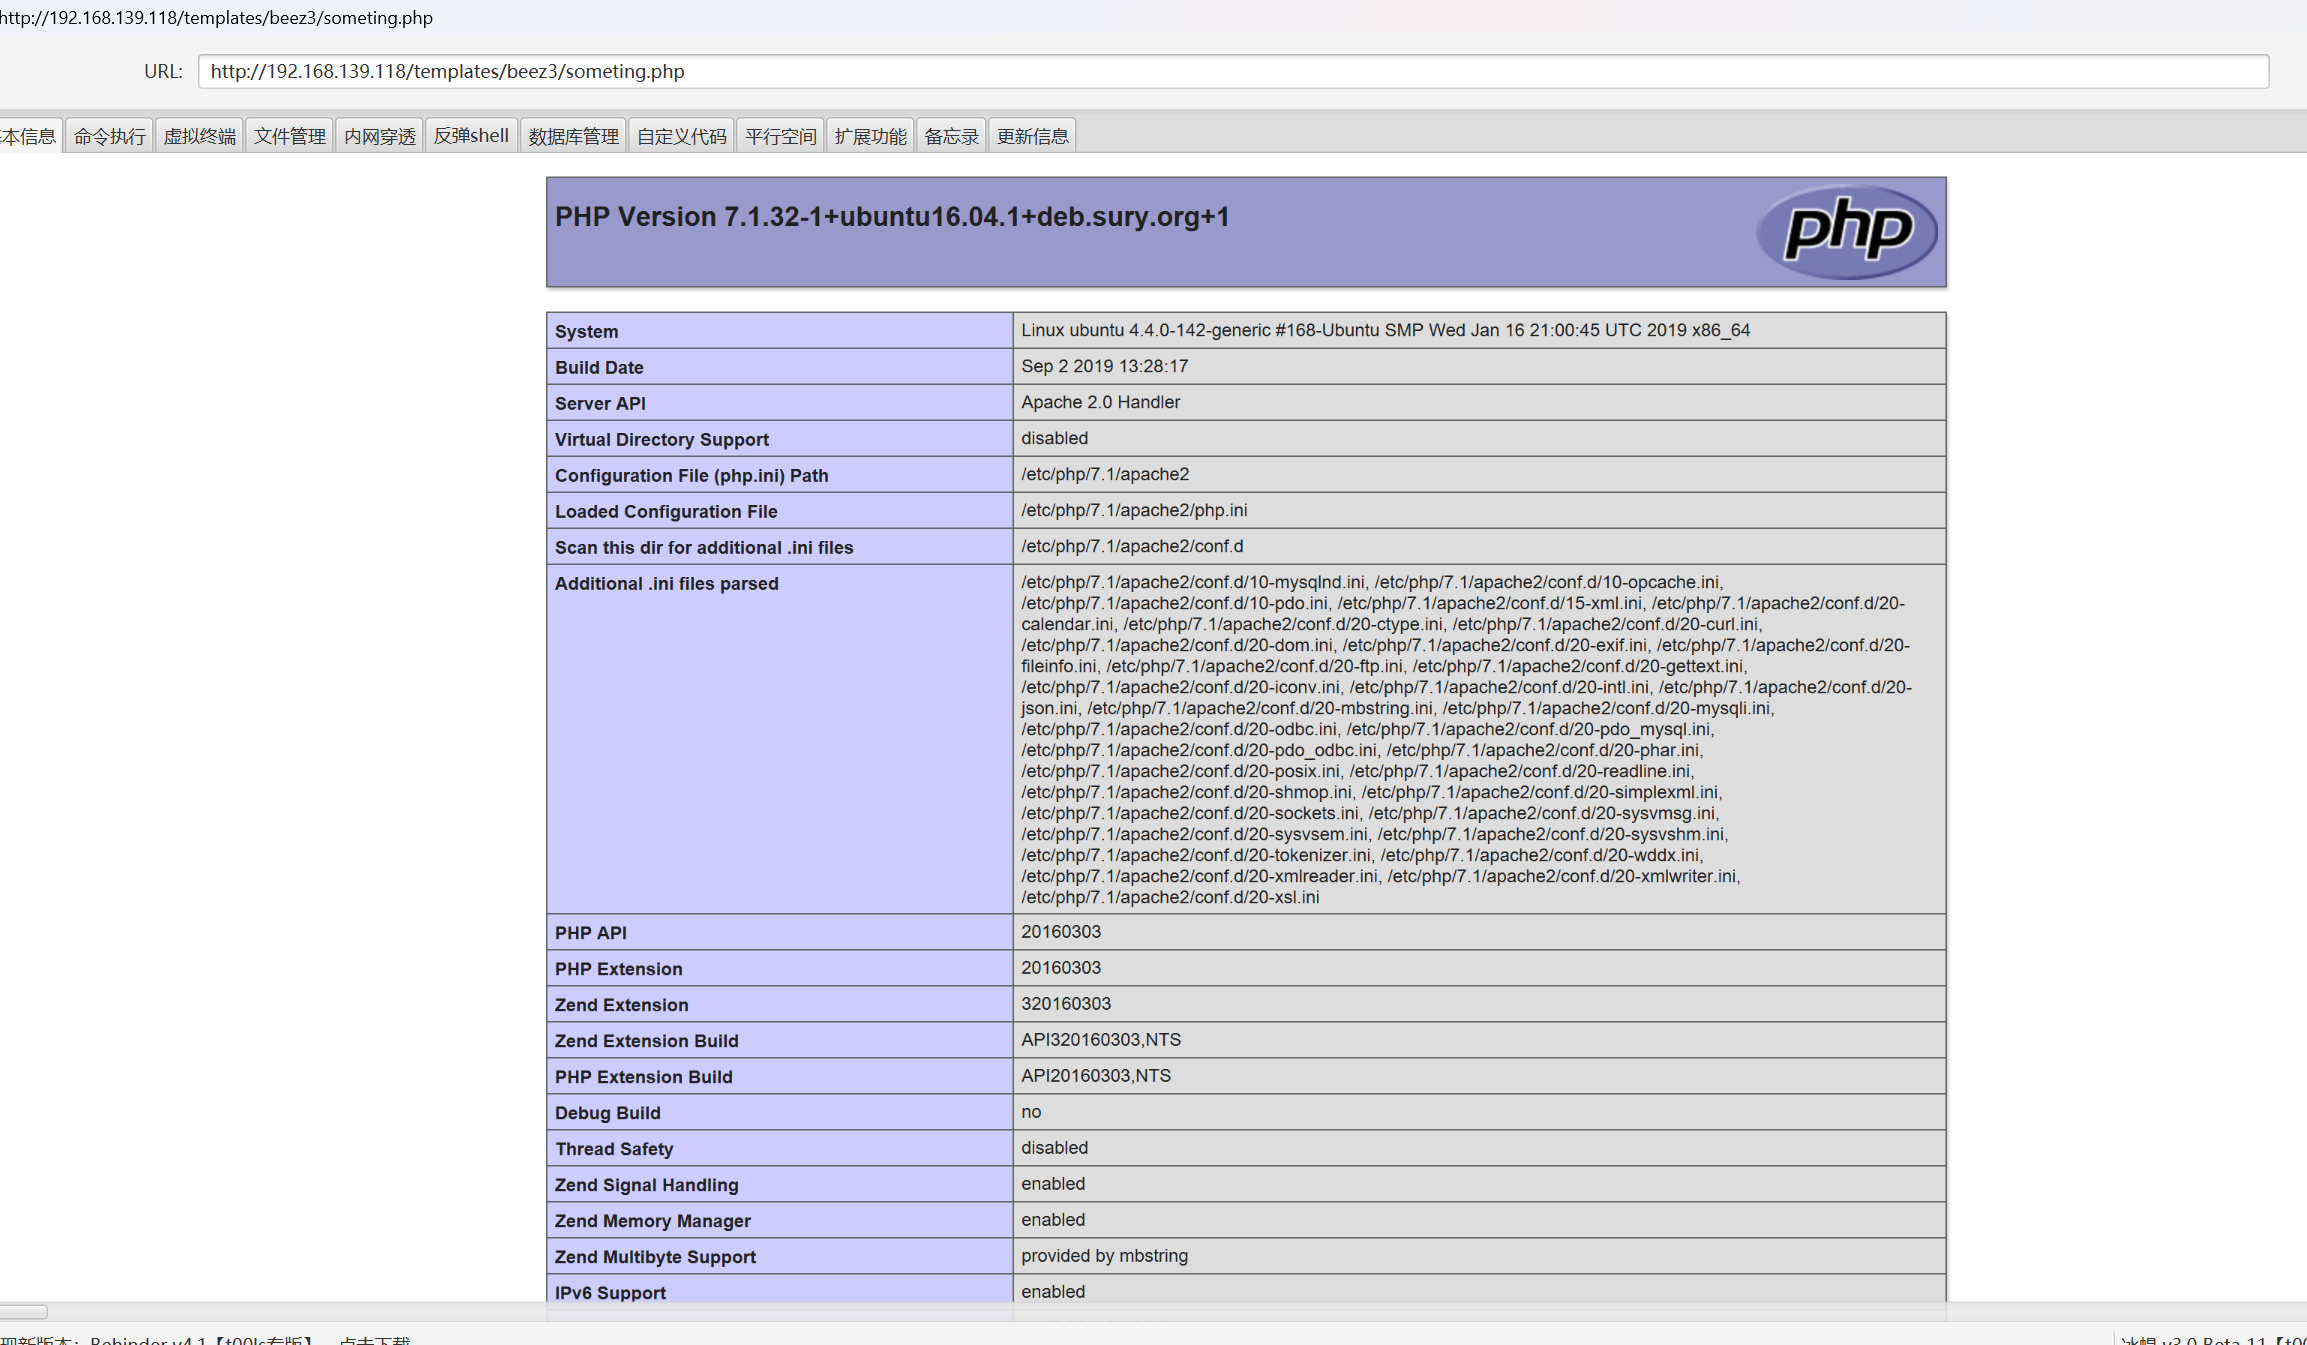 http://192.168.139.118/templates/beez3/someting.php
URL: http://192.168.139.118/templates/beez3/someting.php
本信息 命令执行 虚拟终端 文件管理 内网穿透 反弹shell 数据库管理 自定义代码 平行空间 扩展功能 备忘录 更新信息
PHP Version 7.1.32-1+ubuntu16.04.1+deb.sury.org+1
php
System Linux ubuntu 4.4.0-142-generic #168-Ubuntu SMP Wed Jan 16 21:00:45 UTC 2019 x86_64
Build Date Sep 2 2019 13:28:17
Server API Apache 2.0 Handler
Virtual Directory Support disabled
Configuration File (php.ini) Path /etc/php/7.1/apache2
Loaded Configuration File /etc/php/7.1/apache2/php.ini
Scan this dir for additional .ini files /etc/php/7.1/apache2/conf.d
Additional .ini files parsed /etc/php/7.1/apache2/conf.d/10-mysqlnd.ini, /etc/php/7.1/apache2/conf.d/10-opcache.ini,
/etc/php/7.1/apache2/conf.d/10-pdo.ini, /etc/php/7.1/apache2/conf.d/15-xml.ini, /etc/php/7.1/apache2/conf.d/20-
calendar.ini, /etc/php/7.1/apache2/conf.d/20-ctype.ini, /etc/php/7.1/apache2/conf.d/20-curl.ini,
/etc/php/7.1/apache2/conf.d/20-dom.ini, /etc/php/7.1/apache2/conf.d/20-exif.ini, /etc/php/7.1/apache2/conf.d/20-
fileinfo.ini, /etc/php/7.1/apache2/conf.d/20-ftp.ini, /etc/php/7.1/apache2/conf.d/20-gettext.ini,
/etc/php/7.1/apache2/conf.d/20-iconv.ini, /etc/php/7.1/apache2/conf.d/20-intl.ini, /etc/php/7.1/apache2/conf.d/20-
json.ini, /etc/php/7.1/apache2/conf.d/20-mbstring.ini, /etc/php/7.1/apache2/conf.d/20-mysqli.ini,
/etc/php/7.1/apache2/conf.d/20-odbc.ini, /etc/php/7.1/apache2/conf.d/20-pdo_mysql.ini,
/etc/php/7.1/apache2/conf.d/20-pdo_odbc.ini, /etc/php/7.1/apache2/conf.d/20-phar.ini,
/etc/php/7.1/apache2/conf.d/20-posix.ini, /etc/php/7.1/apache2/conf.d/20-readline.ini,
/etc/php/7.1/apache2/conf.d/20-shmop.ini, /etc/php/7.1/apache2/conf.d/20-simplexml.ini,
/etc/php/7.1/apache2/conf.d/20-sockets.ini, /etc/php/7.1/apache2/conf.d/20-sysvmsg.ini,
/etc/php/7.1/apache2/conf.d/20-sysvsem.ini, /etc/php/7.1/apache2/conf.d/20-sysvshm.ini,
/etc/php/7.1/apache2/conf.d/20-tokenizer.ini, /etc/php/7.1/apache2/conf.d/20-wddx.ini,
/etc/php/7.1/apache2/conf.d/20-xmlreader.ini, /etc/php/7.1/apache2/conf.d/20-xmlwriter.ini,
/etc/php/7.1/apache2/conf.d/20-xsl.ini
PHP API 20160303
PHP Extension 20160303
Zend Extension 320160303
Zend Extension Build API320160303,NTS
PHP Extension Build API20160303,NTS
Debug Build no
Thread Safety disabled
Zend Signal Handling enabled
Zend Memory Manager enabled
Zend Multibyte Support provided by mbstring
IPv6 Support enabled
现新版本：Behinder v4.1【t00ls专版】 点击下载 冰蝎 v3.0 Beta 11【t00